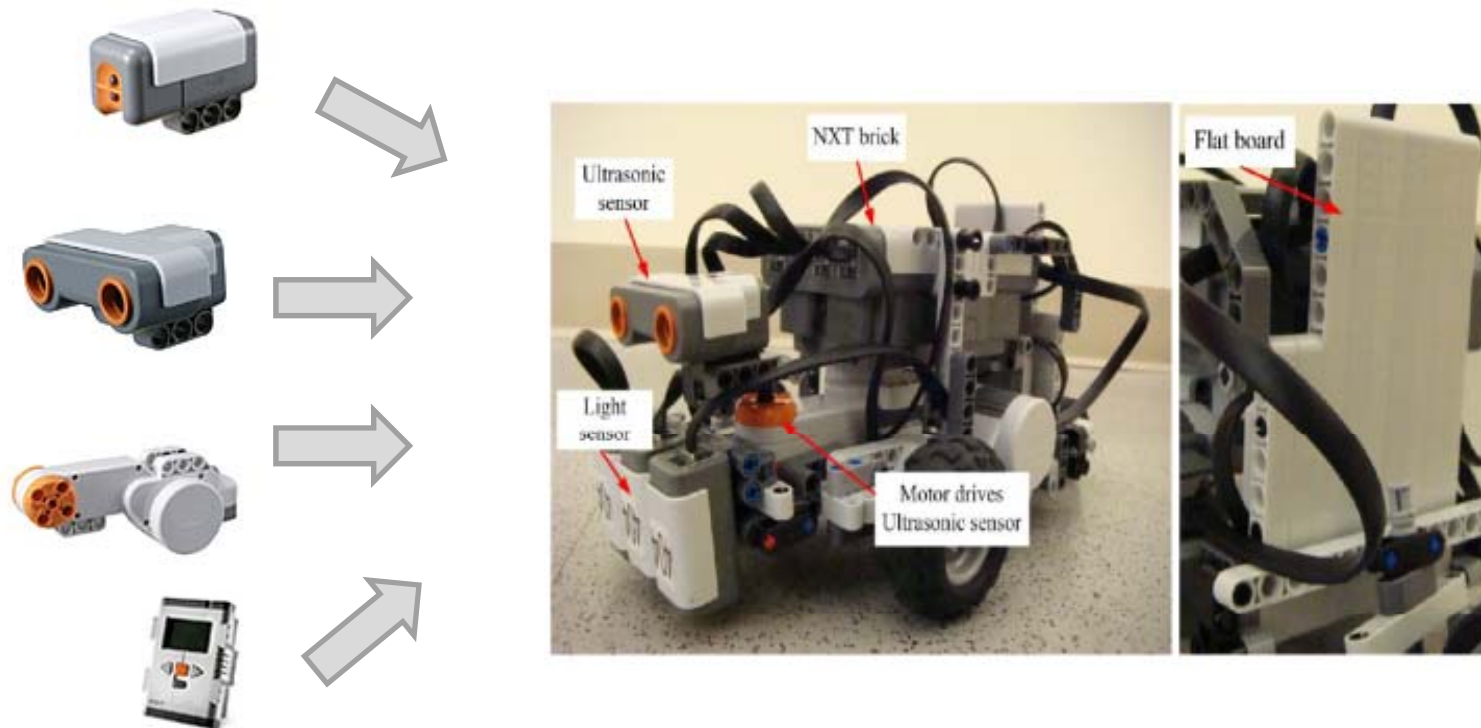 NXT brick
Ultrasonic
sensor
Light
sensor
Motor drives
Ultrasonic sensor
Flat board